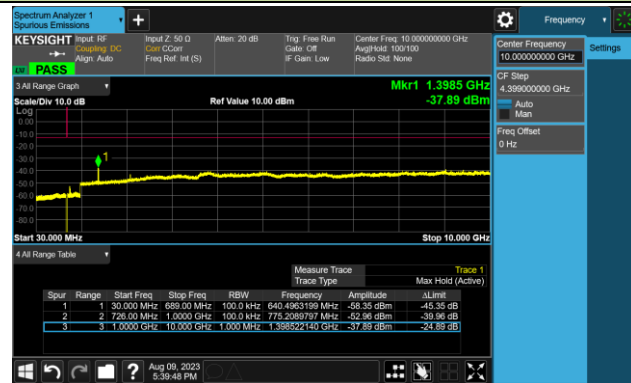 Spectrum Analyzer 1
Spurious Emissions
Frequency
KEYSIGHT Input: RF Input Z: 50 Ω Atten: 20 dB Trig: Free Run Center Freq: 10.000000000 GHz
Coupling: DC Corr CCorr Gate: Off Avg|Hold: 100/100
Align: Auto Freq Ref: Int (S) IF Gain: Low Radio Std: None
LW PASS
Center Frequency
10.000000000 GHz
Settings
CF Step
4.399000000 GHz
Auto
Man
Freq Offset
0 Hz
3 All Range Graph
Mkr1 1.3985 GHz
Scale/Div 10.0 dB Ref Value 10.00 dBm -37.89 dBm
Log
0.00
-10.0
-20.0
-30.0
-40.0
-50.0
-60.0
-70.0
-80.0
1
Start 30.000 MHz Stop 10.000 GHz
4 All Range Table
Measure Trace Trace 1
Trace Type Max Hold (Active)
Spur Range Start Freq Stop Freq RBW Frequency Amplitude ΔLimit
1 1 30.000 MHz 689.00 MHz 100.0 kHz 640.4963199 MHz -58.35 dBm -45.35 dB
2 2 726.00 MHz 1.0000 GHz 100.0 kHz 775.2089797 MHz -52.96 dBm -39.96 dB
3 3 1.0000 GHz 10.000 GHz 1.000 MHz 1.398522140 GHz -37.89 dBm -24.89 dB
Aug 09, 2023
5:39:48 PM